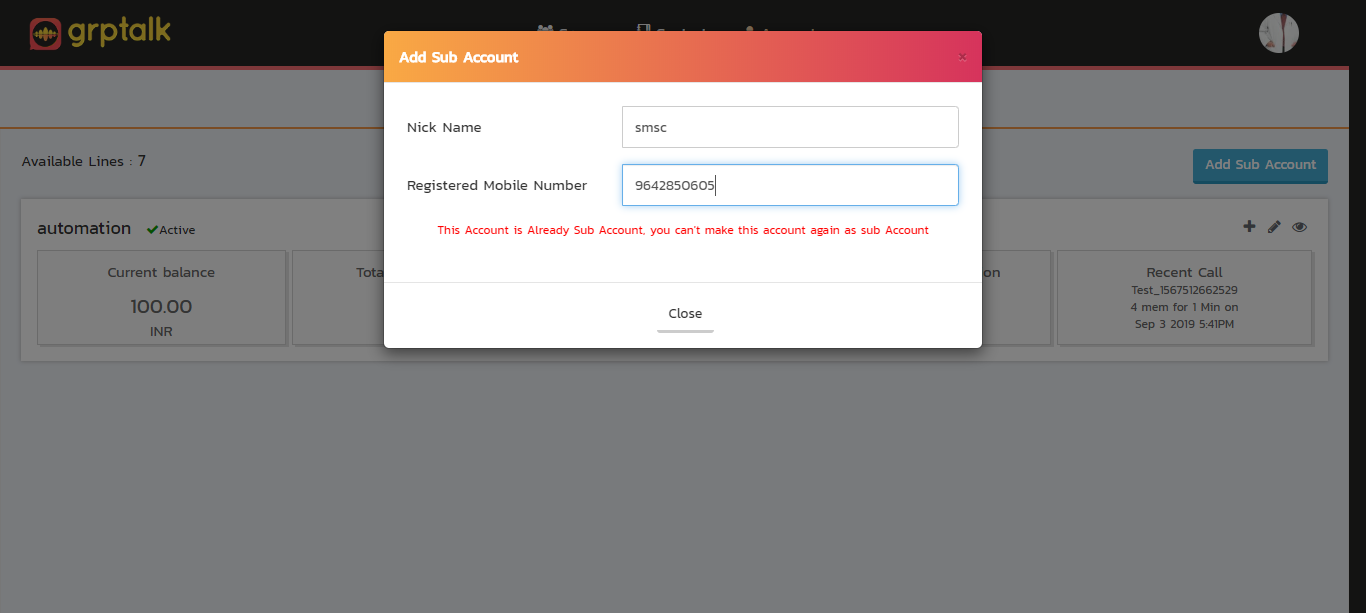 grptalk
Add Sub Account
×
Nick Name
smsc
Registered Mobile Number
9642850605
This Account is Already Sub Account, you can't make this account again as sub Account
Close
Available Lines : 7
Add Sub Account
automation
Active
Current balance
100.00
INR
Tota
on
Recent Call
Test_1567512662529
4 mem for 1 Min on
Sep 3 2019 5:41PM